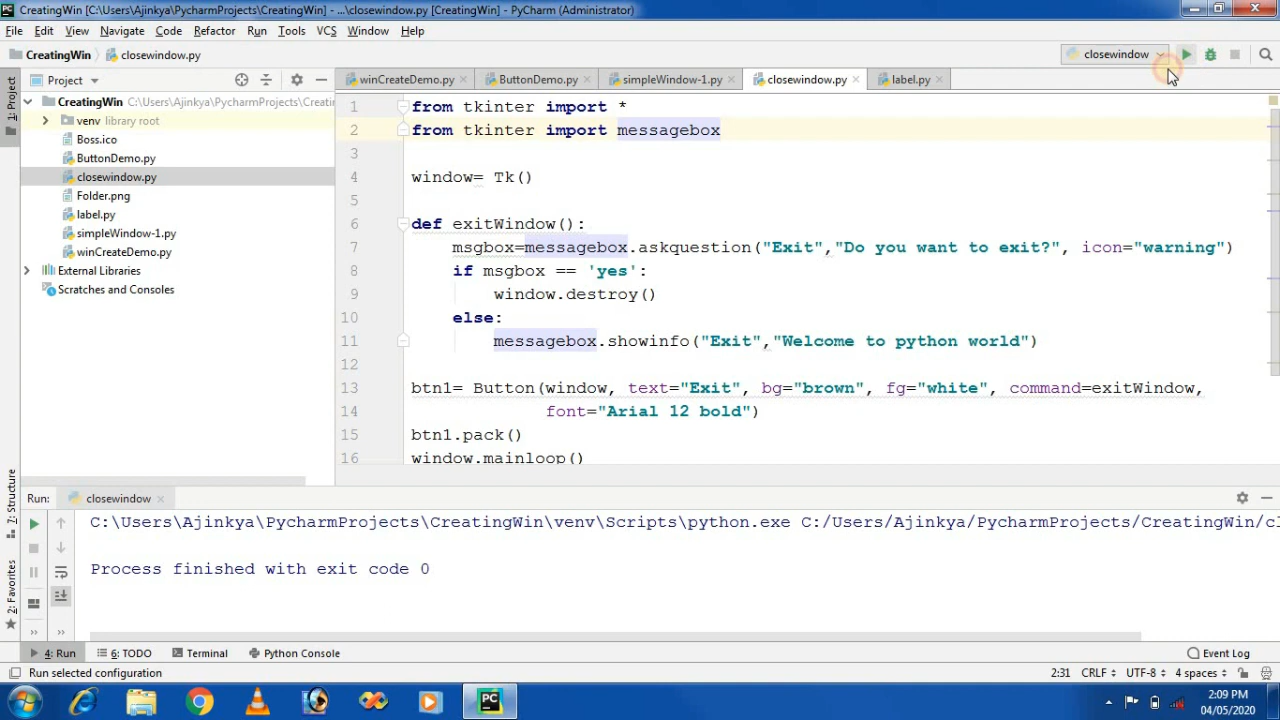 CreatingWin [C:\Users\Ajinkya\PycharmProjects\CreatingWin] - ...\closewindow.py [CreatingWin] - PyCharm (Administrator)
File Edit View Navigate Code Refactor Run Tools VCS Window Help
CreatingWin closewindow.py closewindow
Project winCreateDemo.py ButtonDemo.py simpleWindow-1.py closewindow.py label.py
1: Project
CreatingWin C:\Users\Ajinkya\PycharmProjects\Creatin
venv library root
Boss.ico
ButtonDemo.py
closewindow.py
Folder.png
label.py
simpleWindow-1.py
winCreateDemo.py
External Libraries
Scratches and Consoles
1 from tkinter import *
2 from tkinter import messagebox
3
4 window= Tk()
5
6 def exitWindow():
7 msgbox=messagebox.askquestion("Exit","Do you want to exit?", icon="warning")
8 if msgbox == 'yes':
9 window.destroy()
10 else:
11 messagebox.showinfo("Exit","Welcome to python world")
12
13 btn1= Button(window, text="Exit", bg="brown", fg="white", command=exitWindow,
14 font="Arial 12 bold")
15 btn1.pack()
16 window.mainloop()
7: Structure
2: Favorites
Run: closewindow
C:\Users\Ajinkya\PycharmProjects\CreatingWin\venv\Scripts\python.exe C:/Users/Ajinkya/PycharmProjects/CreatingWin/cl
Process finished with exit code 0
4: Run 6: TODO Terminal Python Console Event Log
Run selected configuration 2:31 CRLF UTF-8 4 spaces
PC 2:09 PM
04/05/2020